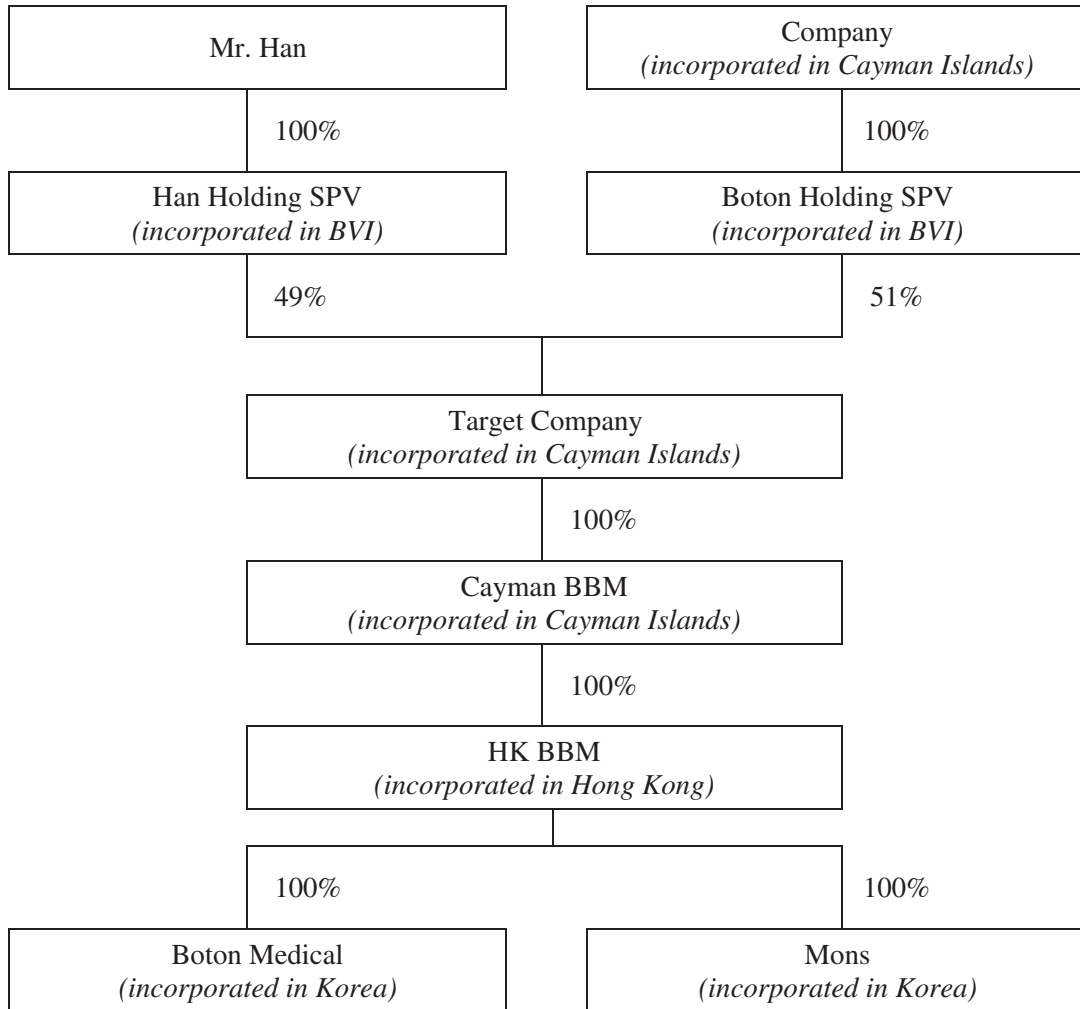 Mr. Han
Company
(incorporated in Cayman Islands)
100%
100%
Han Holding SPV
(incorporated in BVI)
Boton Holding SPV
(incorporated in BVI)
49%
51%
Target Company
(incorporated in Cayman Islands)
100%
Cayman BBM
(incorporated in Cayman Islands)
100%
HK BBM
(incorporated in Hong Kong)
100%
100%
Boton Medical
(incorporated in Korea)
Mons
(incorporated in Korea)